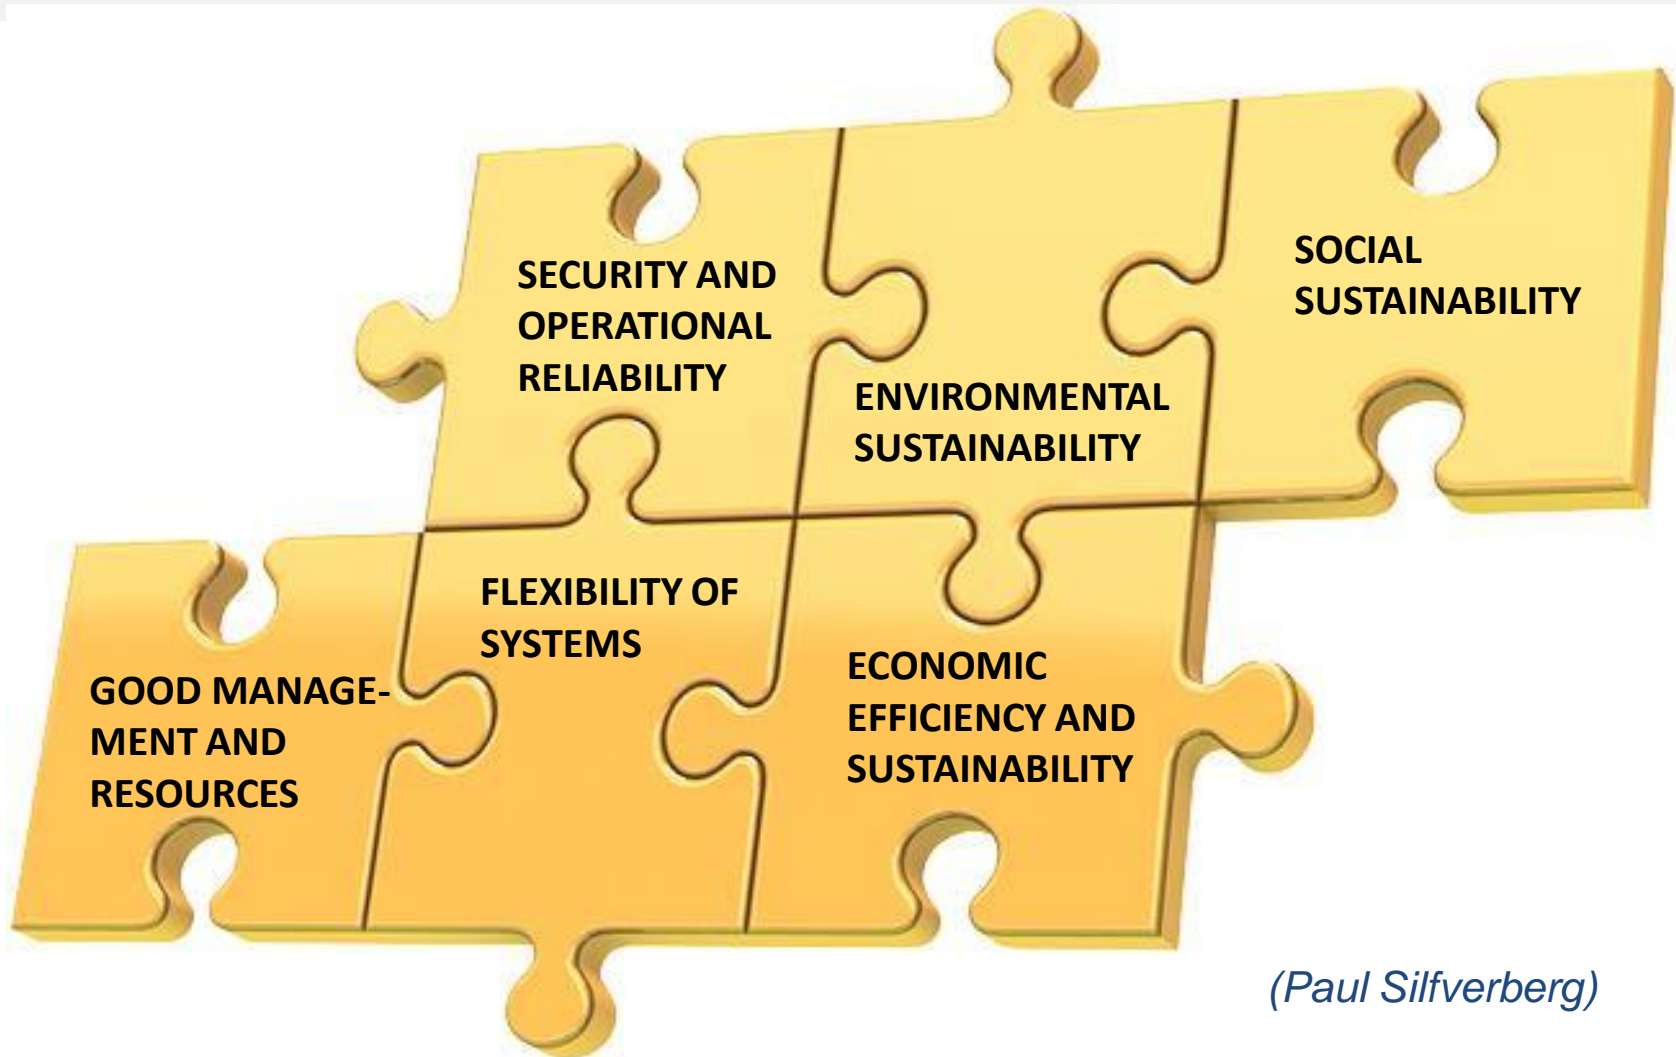 SECURITY AND
OPERATIONAL
RELIABILITY
ENVIRONMENTAL
SUSTAINABILITY
SOCIAL
SUSTAINABILITY
GOOD MANAGE-
MENT AND
RESOURCES
FLEXIBILITY OF
SYSTEMS
ECONOMIC
EFFICIENCY AND
SUSTAINABILITY
(Paul Silfverberg)